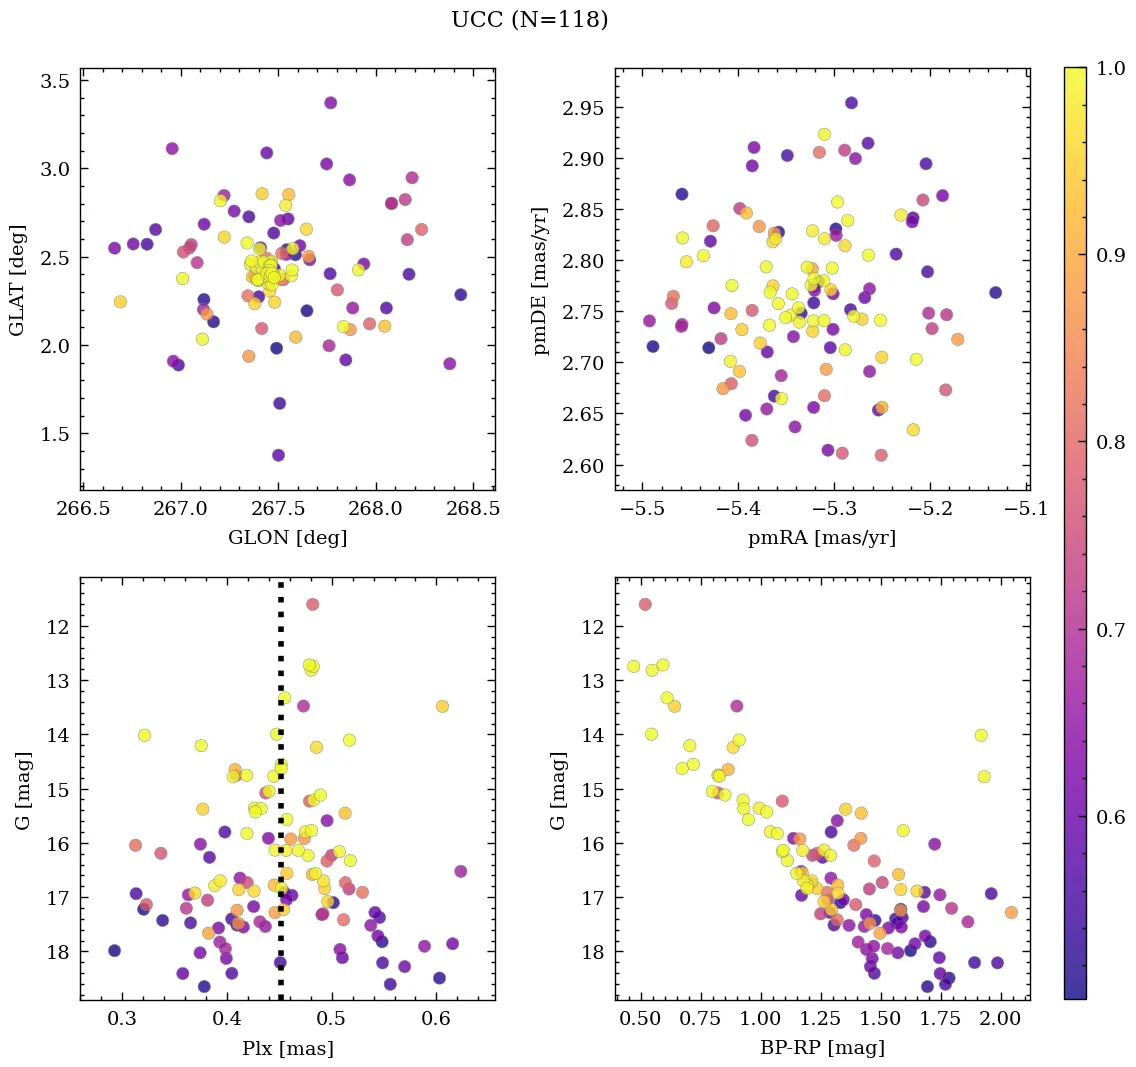 UCC (N=118)
3.5
3.0
2.5
2.0
1.5
GLAT [deg]
266.5 267.0 267.5 268.0 268.5
GLON [deg]
2.95
2.90
2.85
2.80
2.75
2.70
2.65
2.60
pmDE [mas/yr]
−5.5 −5.4 −5.3 −5.2 −5.1
pmRA [mas/yr]
12
13
14
15
16
17
18
G [mag]
0.3 0.4 0.5 0.6
Plx [mas]
12
13
14
15
16
17
18
G [mag]
0.50 0.75 1.00 1.25 1.50 1.75 2.00
BP-RP [mag]
1.0
0.9
0.8
0.7
0.6